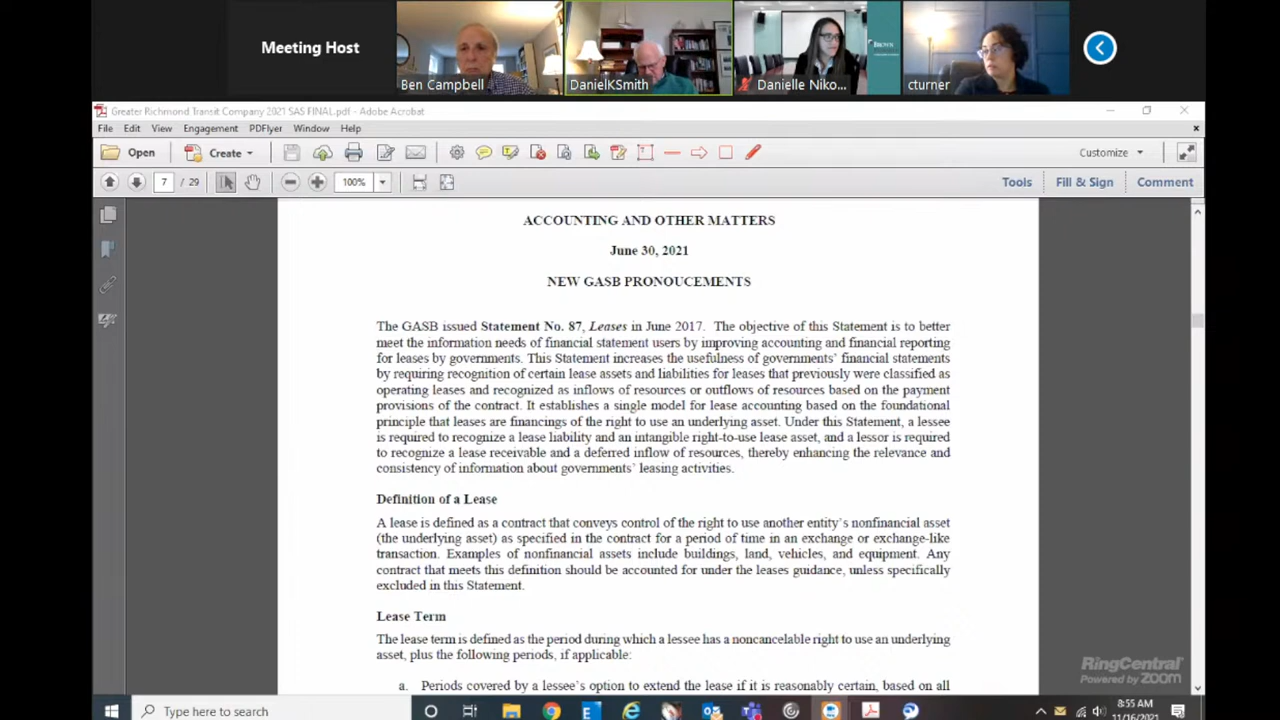 Meeting Host
Ben Campbell
DanielKSmith
Danielle Niko...
cturner
Greater Richmond Transit Company 2021 SAS FINAL.pdf - Adobe Acrobat
File Edit View Engagement PDFlyer Window Help
Open Create Customize
7 / 29 100% Tools Fill & Sign Comment
ACCOUNTING AND OTHER MATTERS
June 30, 2021
NEW GASB PRONOUCEMENTS
The GASB issued Statement No. 87, Leases in June 2017. The objective of this Statement is to better
meet the information needs of financial statement users by improving accounting and financial reporting
for leases by governments. This Statement increases the usefulness of governments' financial statements
by requiring recognition of certain lease assets and liabilities for leases that previously were classified as
operating leases and recognized as inflows of resources or outflows of resources based on the payment
provisions of the contract. It establishes a single model for lease accounting based on the foundational
principle that leases are financings of the right to use an underlying asset. Under this Statement, a lessee
is required to recognize a lease liability and an intangible right-to-use lease asset, and a lessor is required
to recognize a lease receivable and a deferred inflow of resources, thereby enhancing the relevance and
consistency of information about governments' leasing activities.
Definition of a Lease
A lease is defined as a contract that conveys control of the right to use another entity's nonfinancial asset
(the underlying asset) as specified in the contract for a period of time in an exchange or exchange-like
transaction. Examples of nonfinancial assets include buildings, land, vehicles, and equipment. Any
contract that meets this definition should be accounted for under the leases guidance, unless specifically
excluded in this Statement.
Lease Term
The lease term is defined as the period during which a lessee has a noncancelable right to use an underlying
asset, plus the following periods, if applicable:
a. Periods covered by a lessee's option to extend the lease if it is reasonably certain, based on all
RingCentral
Powered by zoom
Type here to search
8:55 AM
11/16/2021